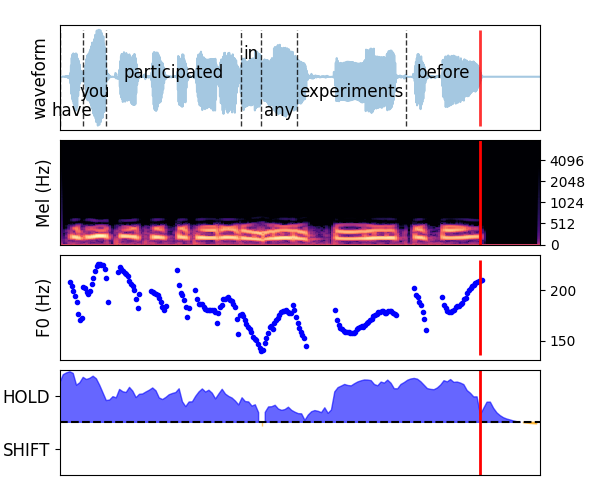 waveform
have
you
participated
in
any
experiments
before
Mel (Hz)
4096
2048
1024
512
0
F0 (Hz)
200
150
HOLD
SHIFT